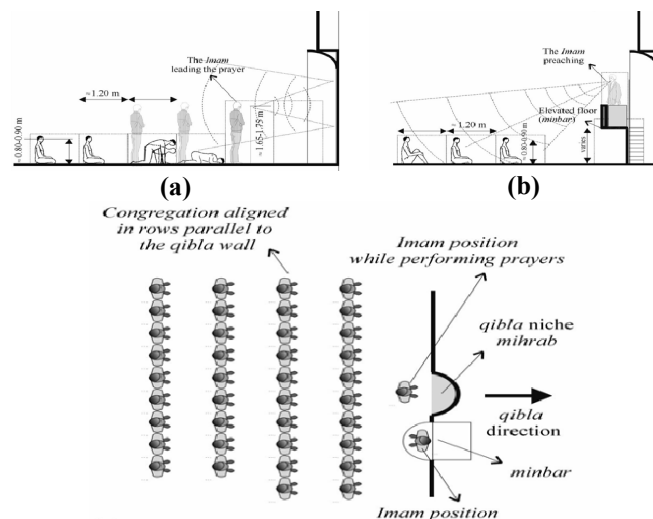 The Imam
leading the prayer
≈1.20 m
≈0.80-0.90 m
≈1.65-1.75 m
(a)
The Imam
preaching
Elevated floor
(minbar)
≈1.20 m
≈0.80-0.90 m
varies
(b)
Congregation aligned
in rows parallel to
the qibla wall
Imam position
while performing prayers
qibla niche
mihrab
qibla
direction
minbar
Imam position